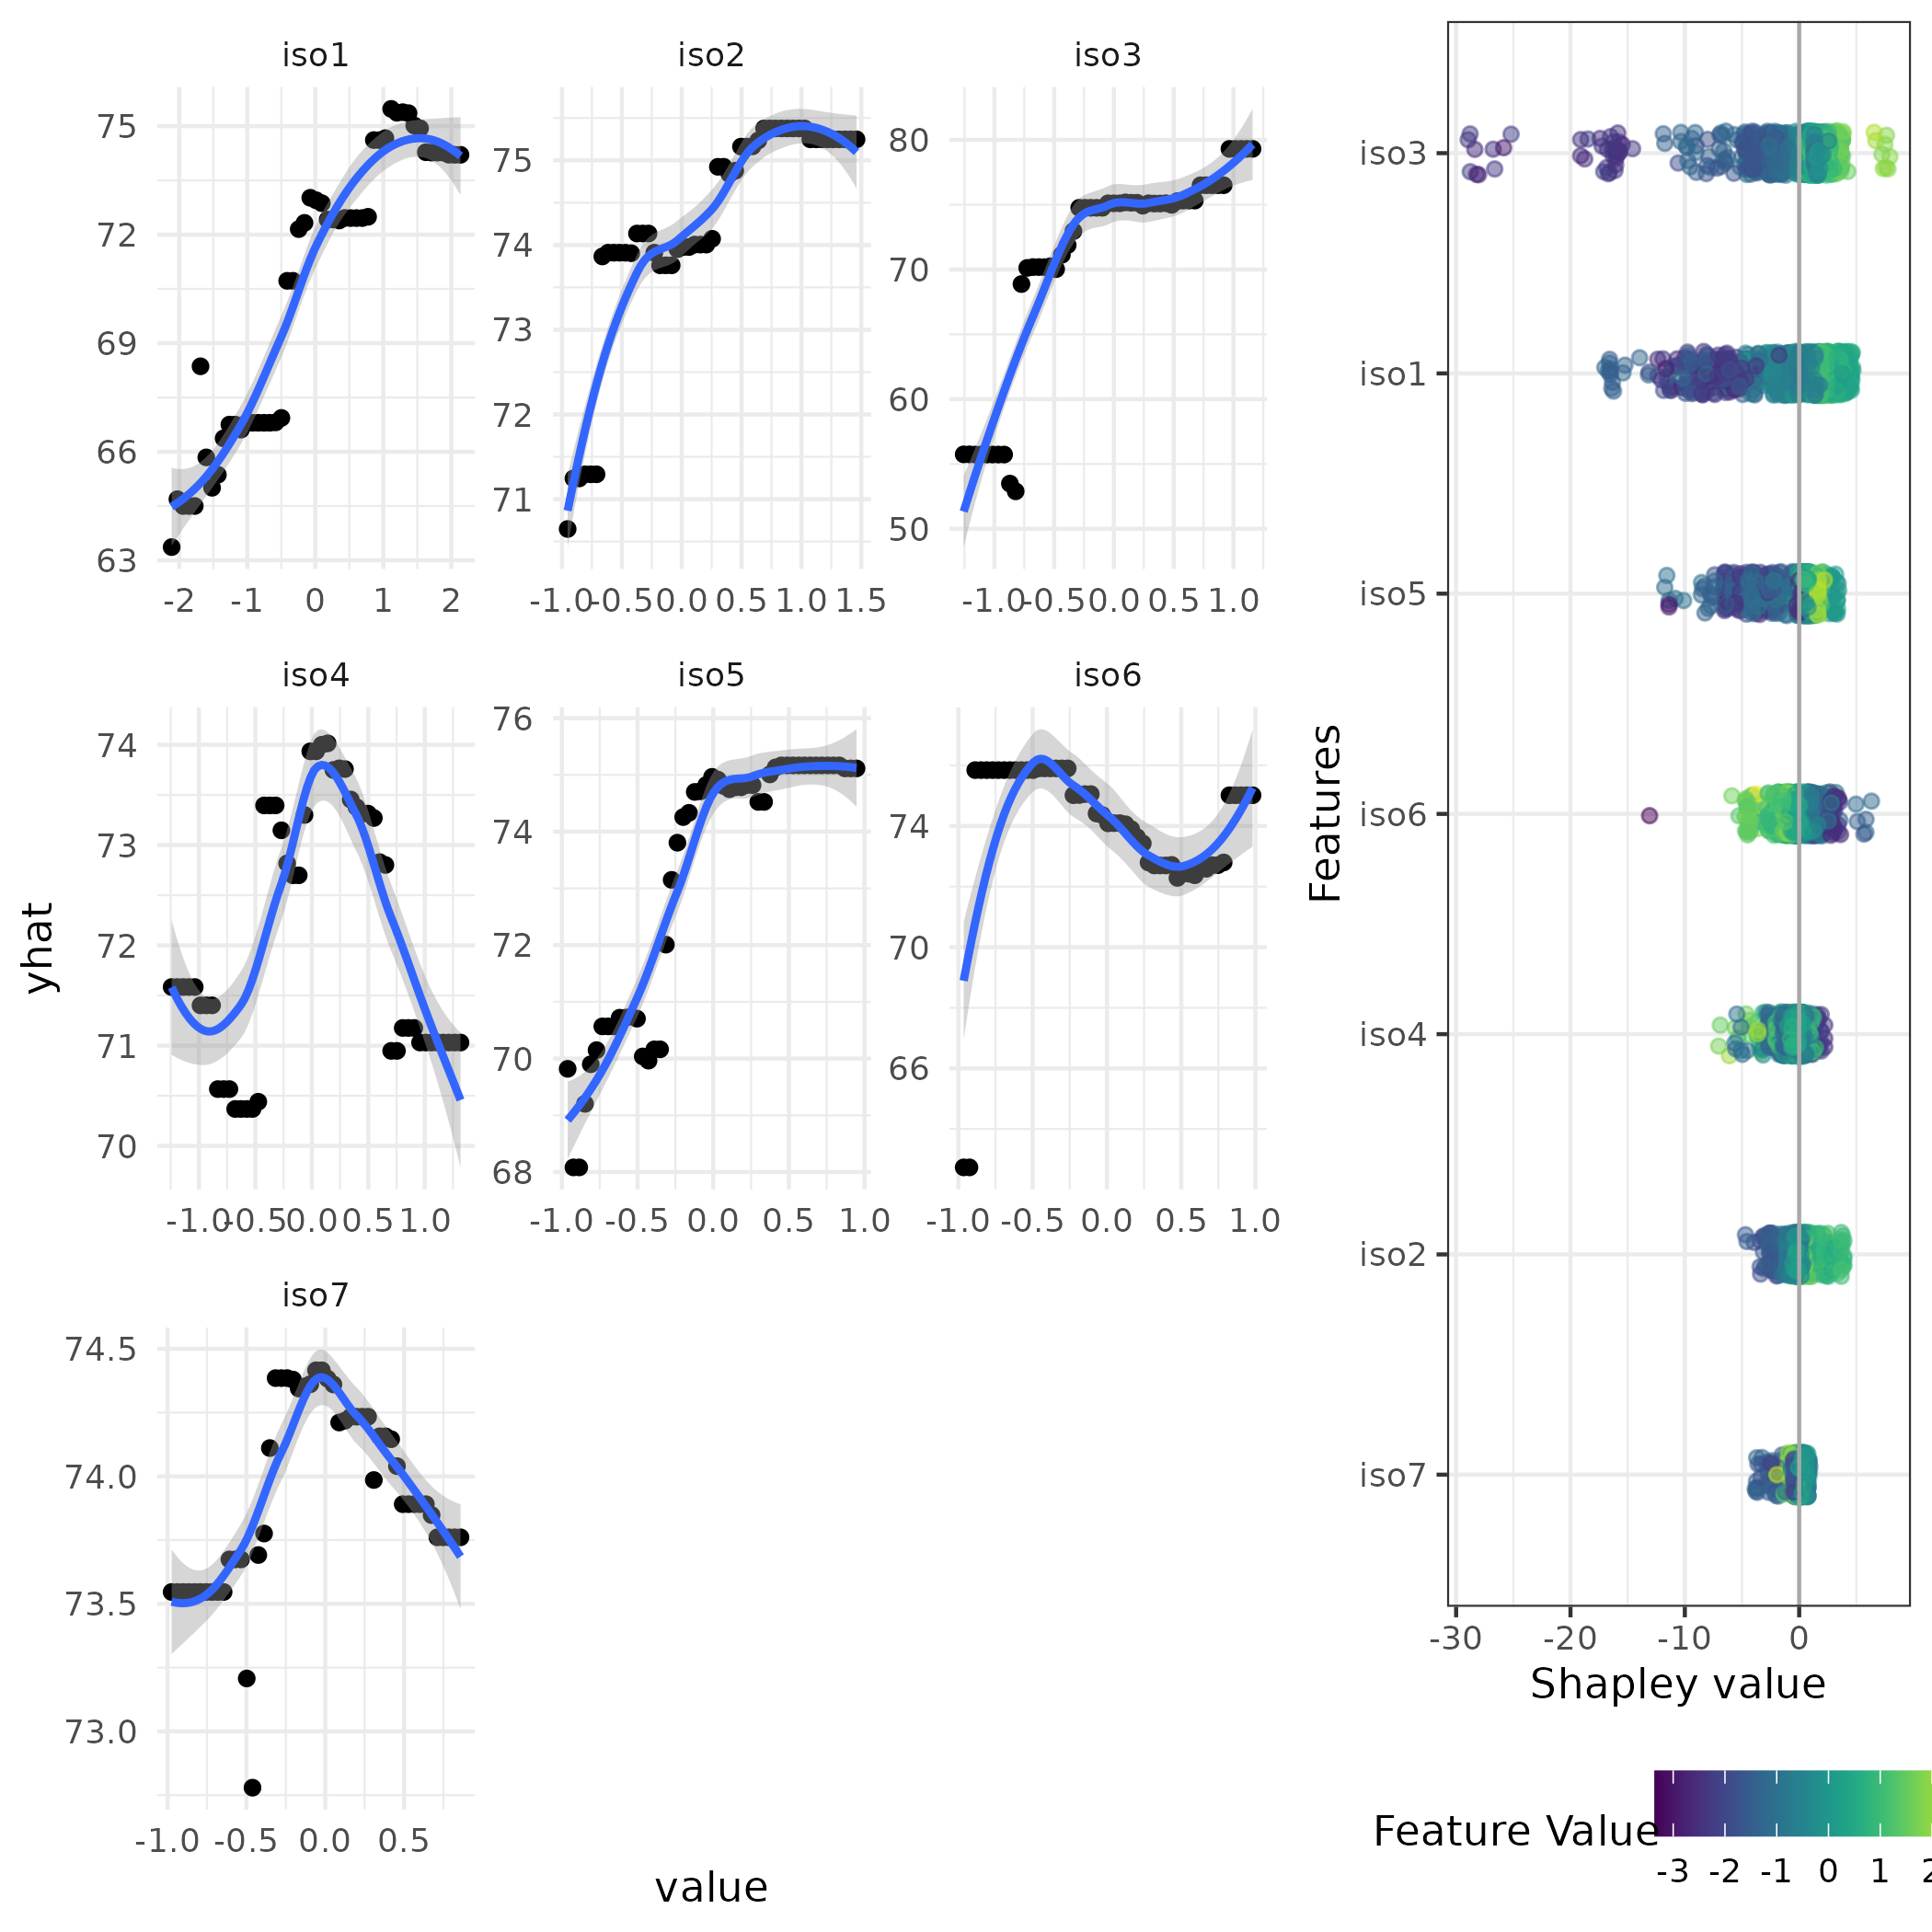 iso1 iso2 iso3
75
72
69
66
63
-2 -1 0 1 2
75
74
73
72
71
-1.0 -0.5 0.0 0.5 1.0 1.5
80
70
60
50
-1.0 -0.5 0.0 0.5 1.0
iso4 iso5 iso6
74
73
72
71
70
-1.0 -0.5 0.0 0.5 1.0
76
74
72
70
68
-1.0 -0.5 0.0 0.5 1.0
74
70
66
-1.0 -0.5 0.0 0.5 1.0
iso7
74.5
74.0
73.5
73.0
-1.0 -0.5 0.0 0.5
yhat
value
Features
iso3
iso1
iso5
iso6
iso4
iso2
iso7
-30 -20 -10 0
Shapley value
Feature Value
-3 -2 -1 0 1 2